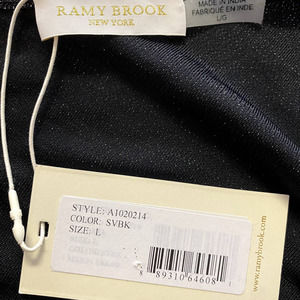 RAMY BROOK
NEW YORK
MADE IN INDIA
FABRIQUÉ EN INDE
L/G
STYLE: A1020214
COLOR: SVBK
SIZE: L
89310 64608
www.ramybrook.com